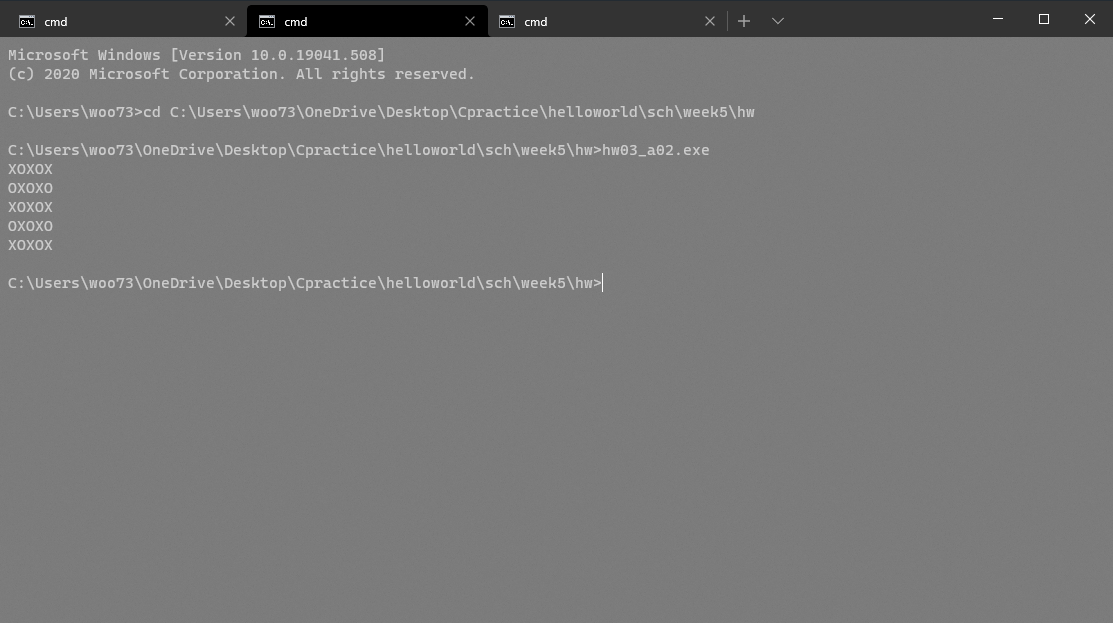 cmd
cmd
cmd
Microsoft Windows [Version 10.0.19041.508]
(c) 2020 Microsoft Corporation. All rights reserved.
C:\Users\woo73>cd C:\Users\woo73\OneDrive\Desktop\Cpractice\helloworld\sch\week5\hw
C:\Users\woo73\OneDrive\Desktop\Cpractice\helloworld\sch\week5\hw>hw03_a02.exe
XOXOX
OXOXO
XOXOX
OXOXO
XOXOX
C:\Users\woo73\OneDrive\Desktop\Cpractice\helloworld\sch\week5\hw>